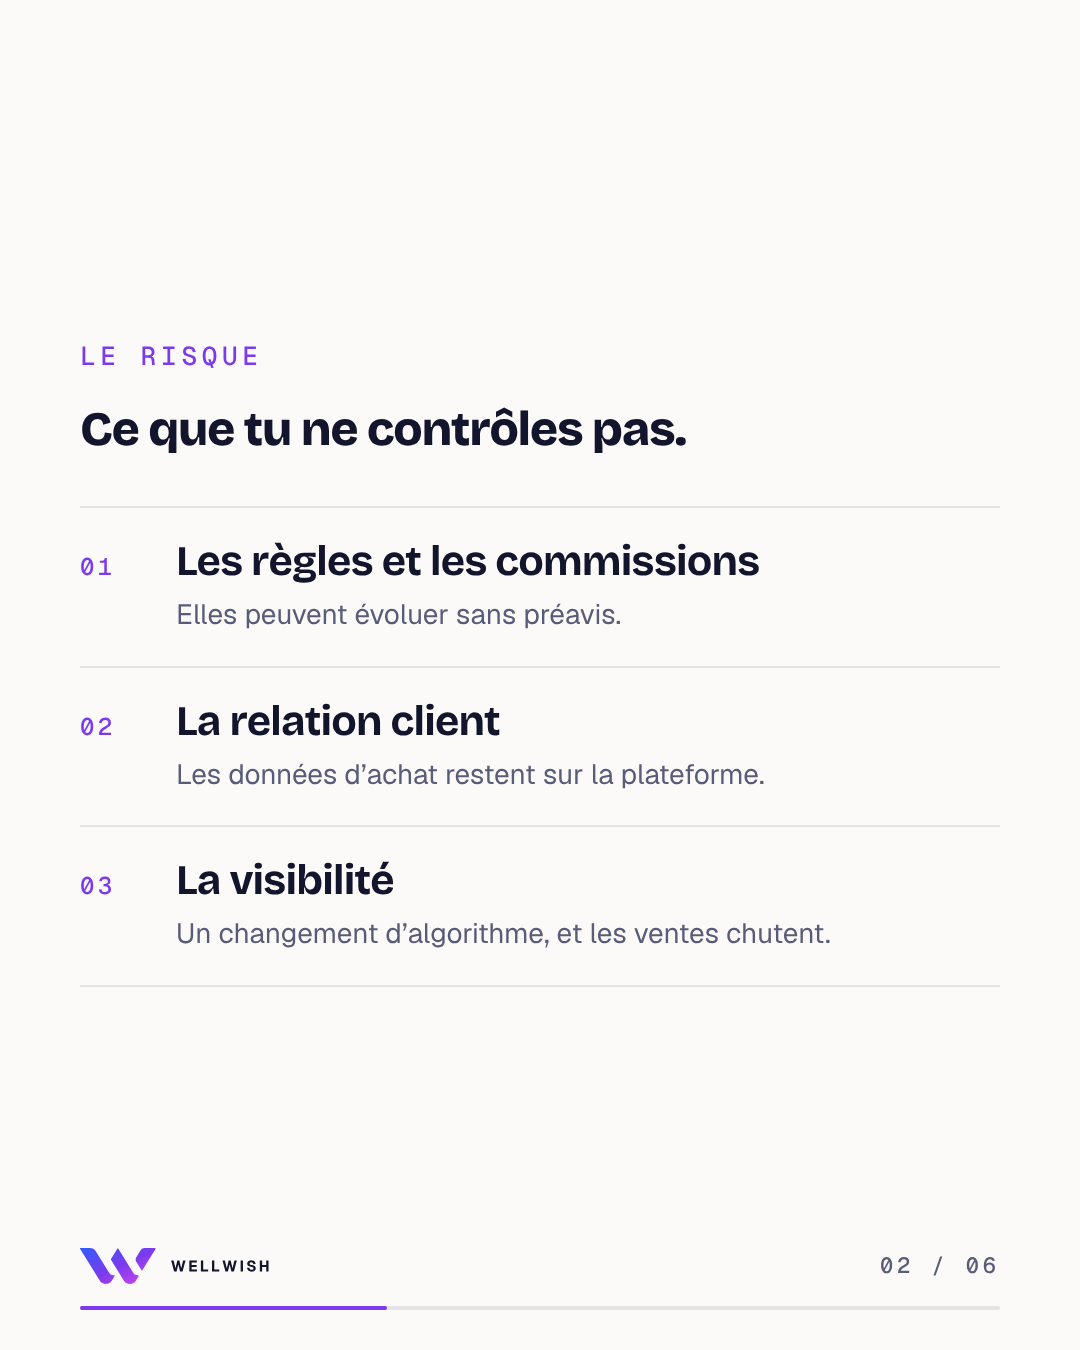 LE RISQUE
Ce que tu ne contrôles pas.
01
Les règles et les commissions
Elles peuvent évoluer sans préavis.
02
La relation client
Les données d’achat restent sur la plateforme.
03
La visibilité
Un changement d’algorithme, et les ventes chutent.
WELLWISH
02 / 06